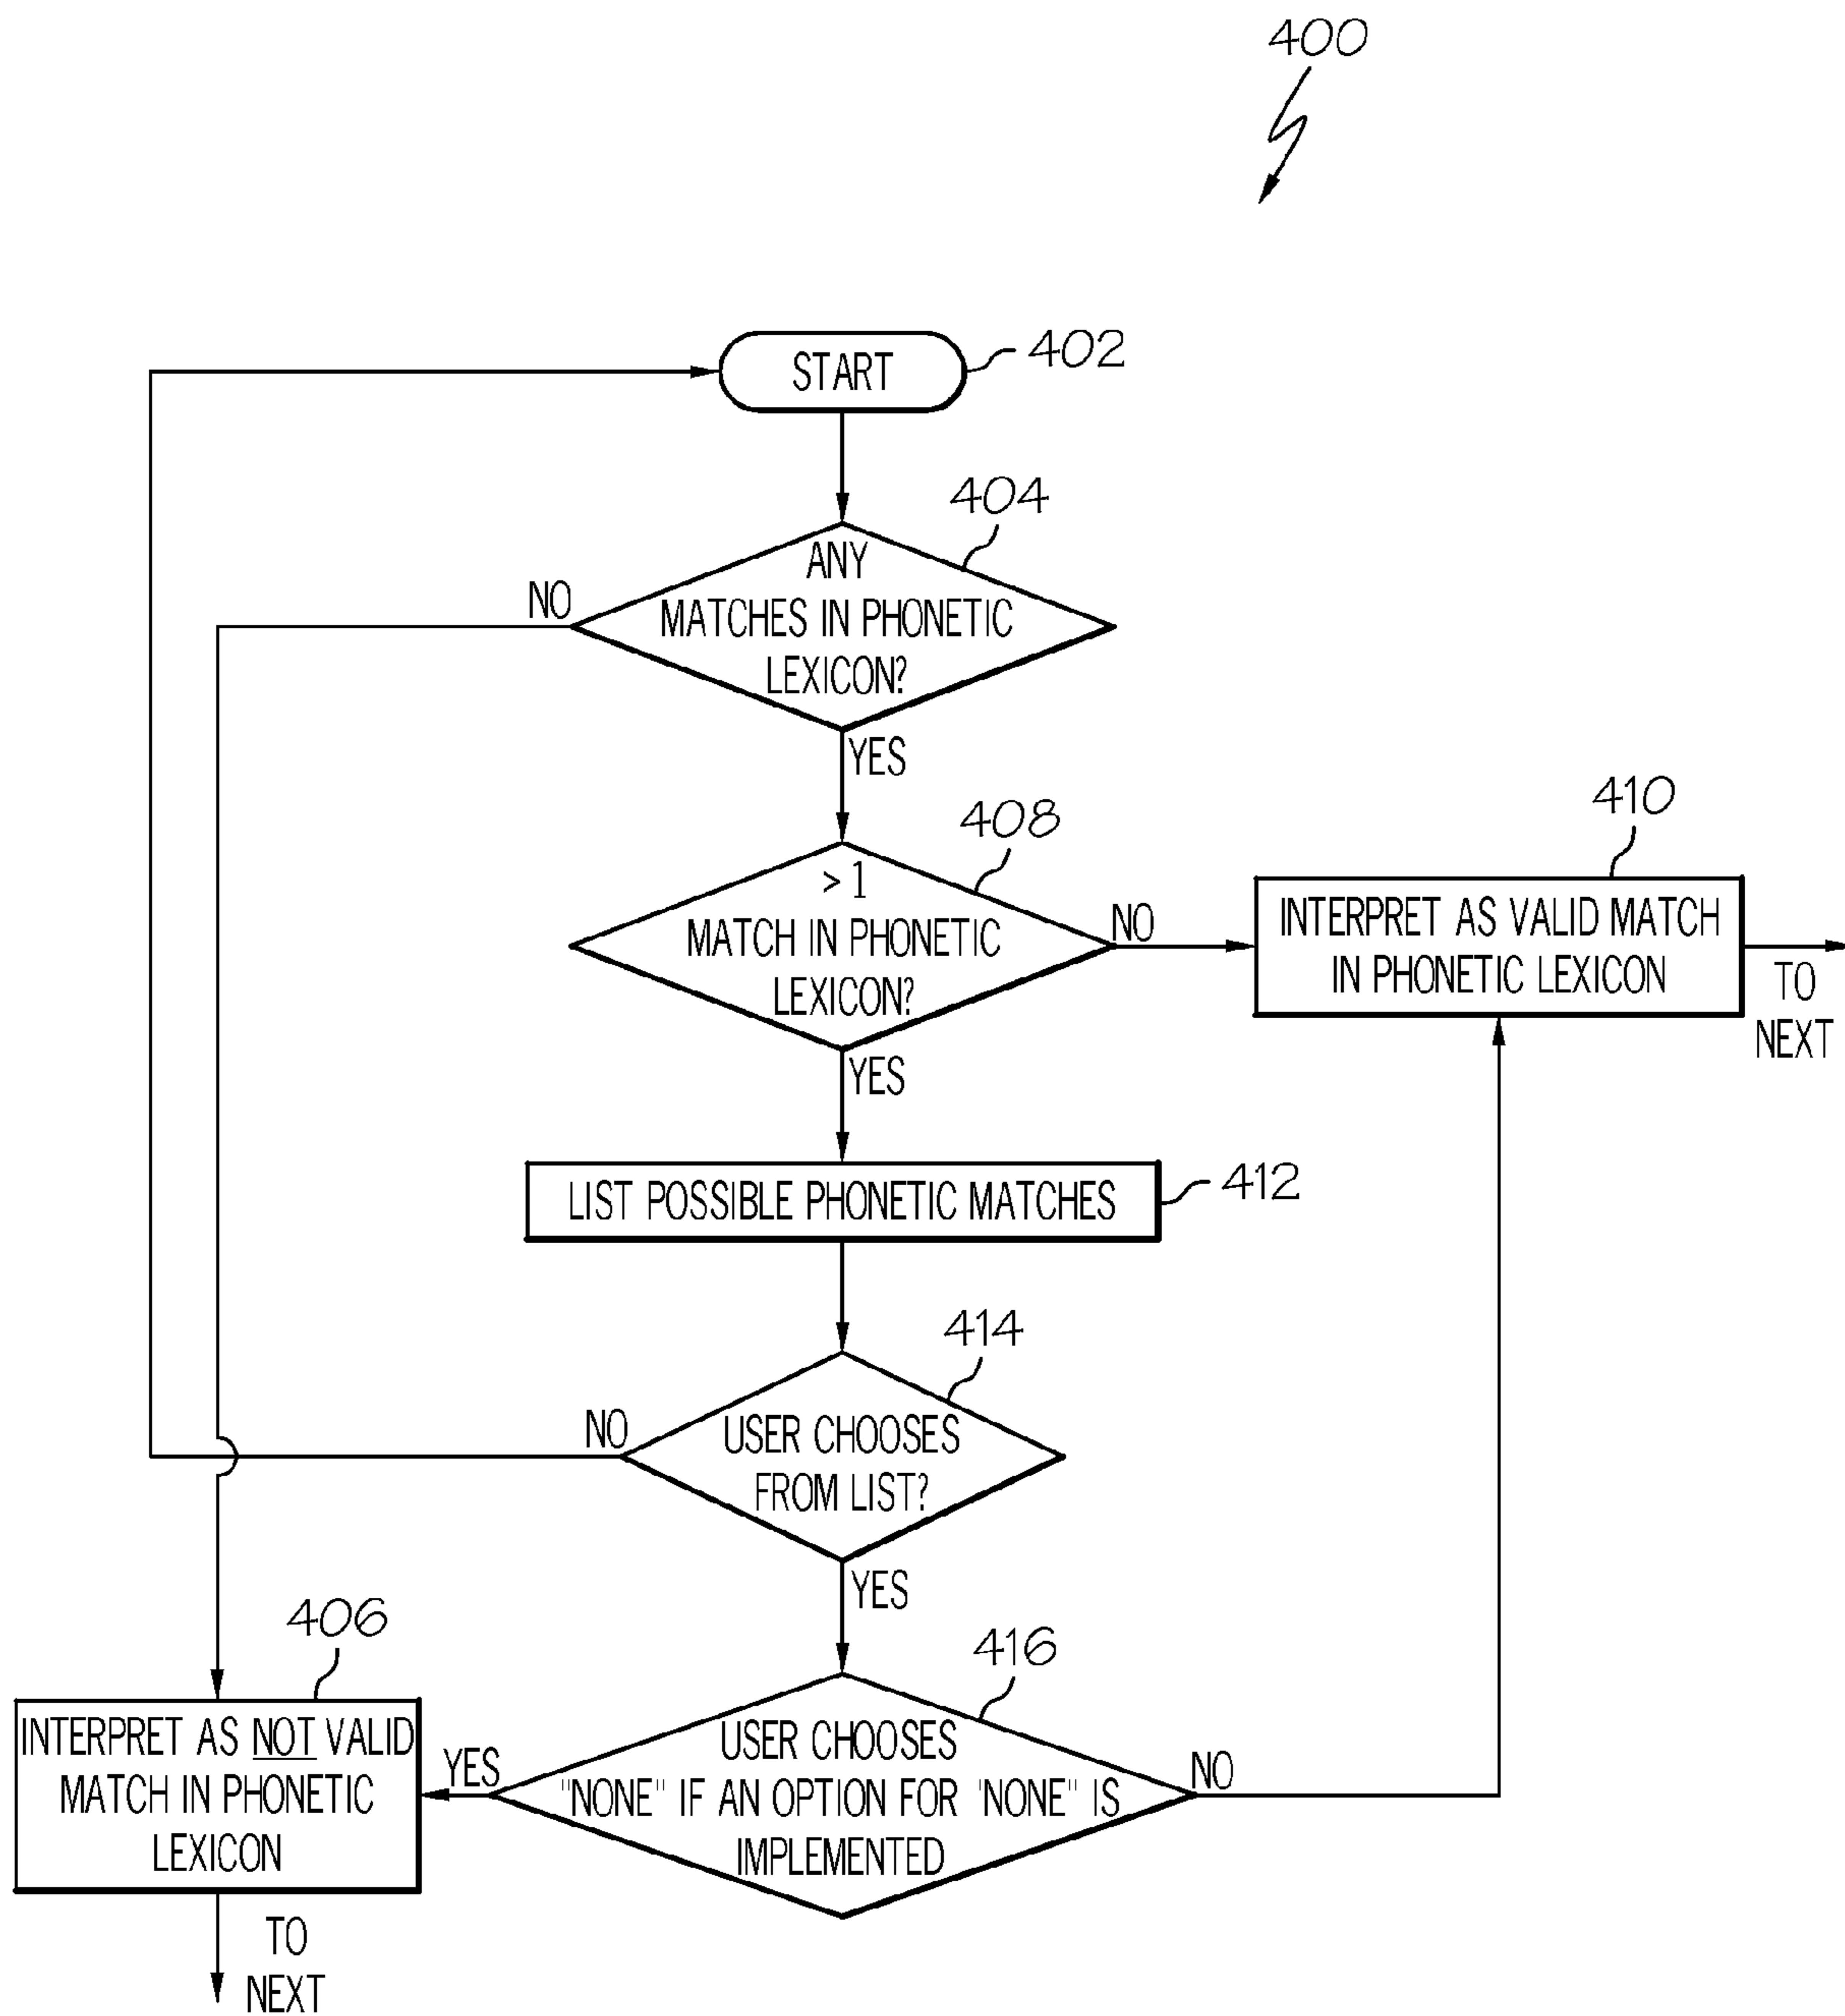 400
START
402
404
ANY
MATCHES IN PHONETIC
LEXICON?
NO
YES
408
> 1
MATCH IN PHONETIC
LEXICON?
NO
YES
410
INTERPRET AS VALID MATCH
IN PHONETIC LEXICON
TO
NEXT
LIST POSSIBLE PHONETIC MATCHES
412
414
USER CHOOSES
FROM LIST?
NO
YES
416
USER CHOOSES
"NONE" IF AN OPTION FOR 'NONE" IS
IMPLEMENTED
YES
NO
406
INTERPRET AS NOT VALID
MATCH IN PHONETIC
LEXICON
TO
NEXT